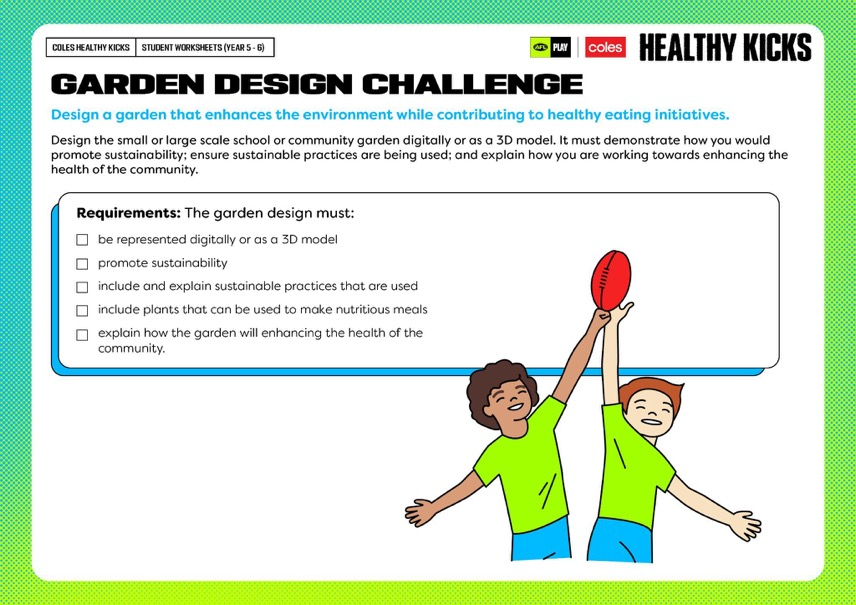 COLES HEALTHY KICKS STUDENT WORKSHEETS (YEAR 5 - 6)
AFL PLAY coles HEALTHY KICKS
GARDEN DESIGN CHALLENGE
Design a garden that enhances the environment while contributing to healthy eating initiatives.
Design the small or large scale school or community garden digitally or as a 3D model. It must demonstrate how you would
promote sustainability; ensure sustainable practices are being used; and explain how you are working towards enhancing the
health of the community.
Requirements: The garden design must:
be represented digitally or as a 3D model
promote sustainability
include and explain sustainable practices that are used
include plants that can be used to make nutritious meals
explain how the garden will enhancing the health of the
community.